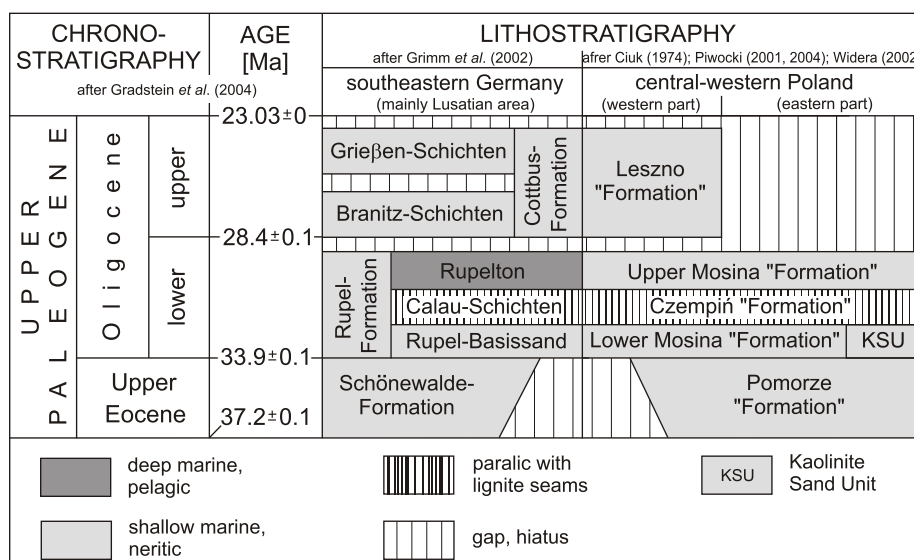 CHRONO-
STRATIGRAPHY
after Gradstein et al. (2004)
AGE
[Ma]
LITHOSTRATIGRAPHY
after Grimm et al. (2002)
afrer Ciuk (1974); Piwocki (2001, 2004); Widera (2002
southeastern Germany
(mainly Lusatian area)
central-western Poland
(western part)
(eastern part)
UPPER
PALEOGENE
Oligocene
upper
lower
Upper
Eocene
23.03±0
28.4±0.1
33.9±0.1
37.2±0.1
Grieβen-Schichten
Branitz-Schichten
Cottbus-
Formation
Leszno
"Formation"
Rupel-
Formation
Rupelton
Calau-Schichten
Rupel-Basissand
Upper Mosina "Formation"
Czempiń "Formation"
Lower Mosina "Formation"
KSU
Schönewalde-
Formation
Pomorze
"Formation"
deep marine,
pelagic
shallow marine,
neritic
paralic with
lignite seams
gap, hiatus
KSU
Kaolinite
Sand Unit